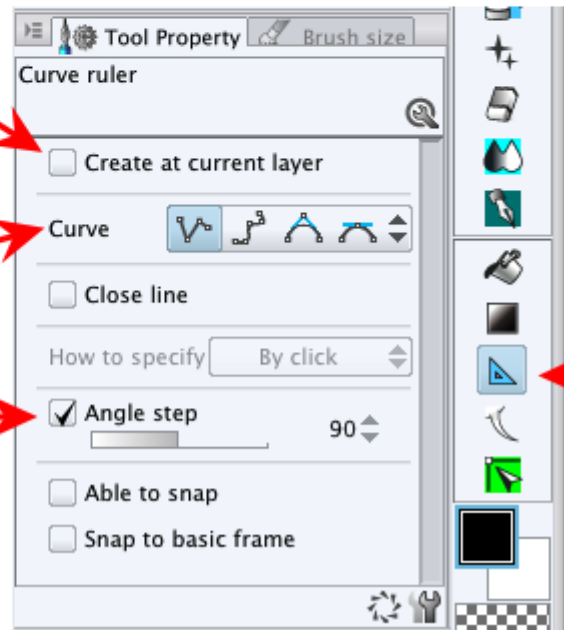 Tool Property Brush size
Curve ruler
Create at current layer
Curve
Close line
How to specify By click
Angle step
90
Able to snap
Snap to basic frame